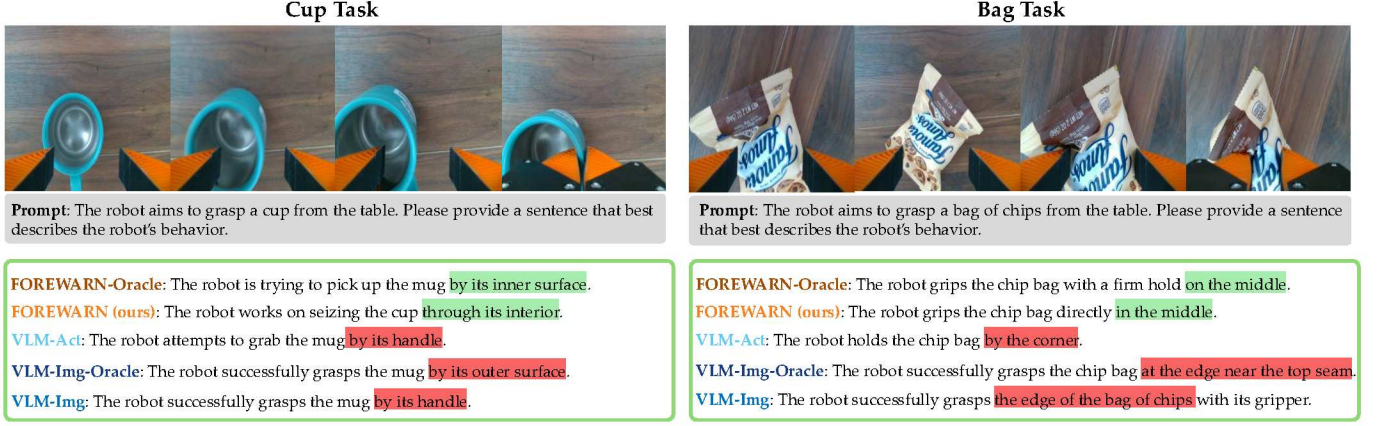 Cup Task
Prompt: The robot aims to grasp a cup from the table. Please provide a sentence that best
describes the robot's behavior.
FOREWARN-Oracle: The robot is trying to pick up the mug by its inner surface.
FOREWARN (ours): The robot works on seizing the cup through its interior.
VLM-Act: The robot attempts to grab the mug by its handle.
VLM-Img-Oracle: The robot successfully grasps the mug by its outer surface.
VLM-Img: The robot successfully grasps the mug by its handle.
Bag Task
Famous
Amos
Famous
Amos
Famous
Amos
Prompt: The robot aims to grasp a bag of chips from the table. Please provide a sentence
that best describes the robot's behavior.
FOREWARN-Oracle: The robot grips the chip bag with a firm hold on the middle.
FOREWARN (ours): The robot grips the chip bag directly in the middle.
VLM-Act: The robot holds the chip bag by the corner.
VLM-Img-Oracle: The robot successfully grasps the chip bag at the edge near the top seam.
VLM-Img: The robot successfully grasps the edge of the bag of chips with its gripper.